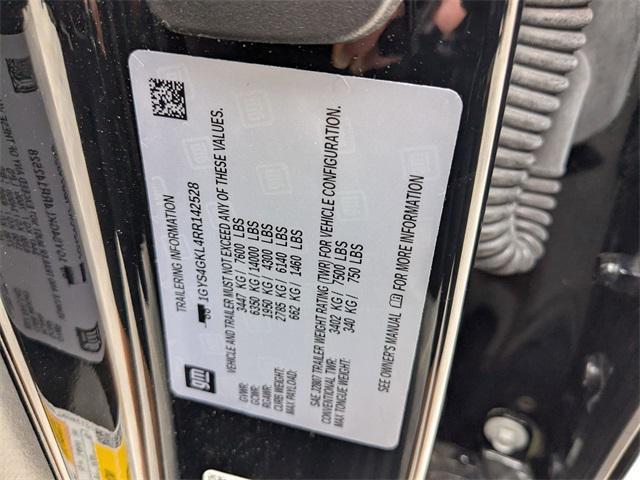 TRAILERING INFORMATION
1GYS4GKL4RR142528
VEHICLE AND TRAILER MUST NOT EXCEED ANY OF THESE VALUES.
GVWR: 3447 KG / 7600 LBS
GCWR: 6350 KG / 14000 LBS
RGAWR: 1950 KG / 4300 LBS
CURB WEIGHT: 2785 KG / 6140 LBS
MAX PAYLOAD: 662 KG / 1460 LBS
SAE J2807 TRAILER WEIGHT RATING (TWR) FOR VEHICLE CONFIGURATION.
CONVENTIONAL TWR: 3402 KG / 7500 LBS
MAX TONGUE WEIGHT: 340 KG / 750 LBS
SEE OWNER'S MANUAL FOR MORE INFORMATION
gm